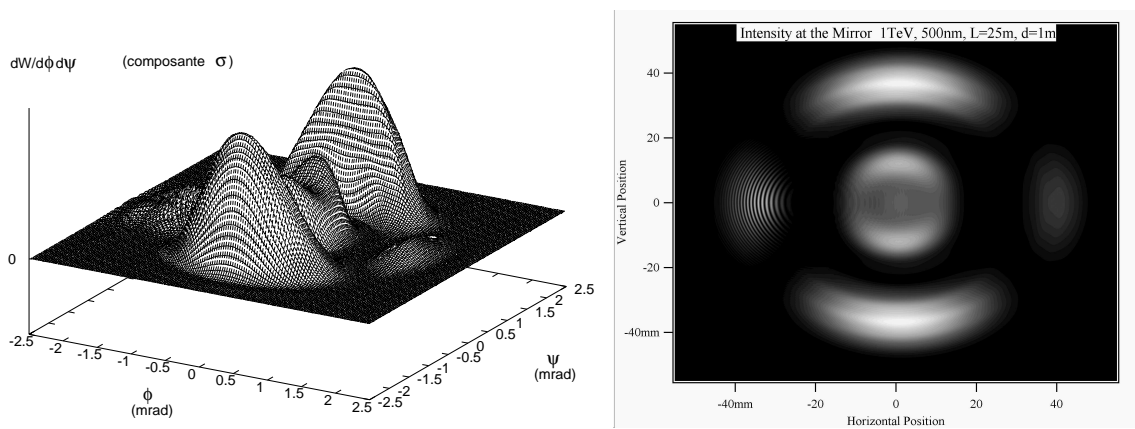 dW/dϕdψ (composante σ)
0
-2.5
-2
-1.5
-1
-0.5
0
0.5
1
1.5
2
2.5
ϕ
(mrad)
-2.5
-2
-1.5
-1
-0.5
0
0.5
1
1.5
2
2.5
ψ
(mrad)
Intensity at the Mirror 1TeV, 500nm, L=25m, d=1m
Vertical Position
40
20
0
-20
-40mm
-40mm -20 0 20 40
Horizontal Position